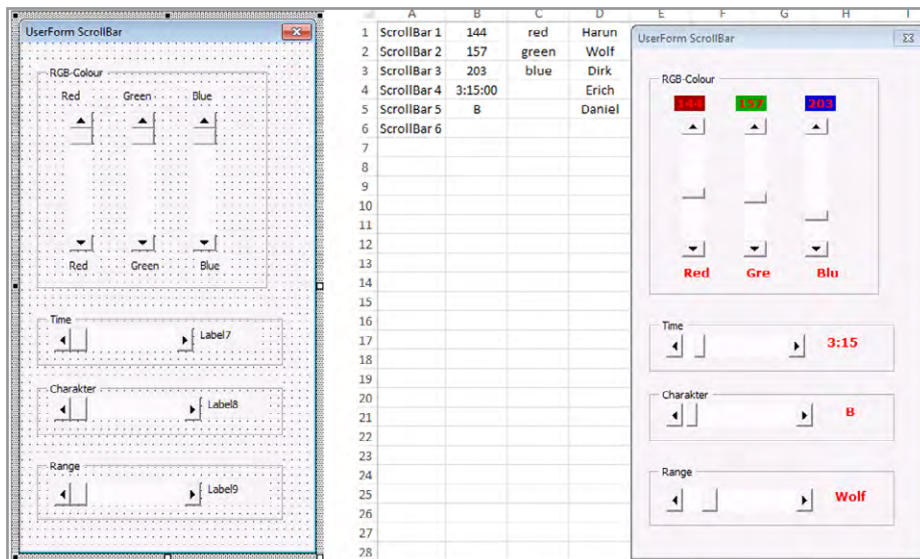 UserForm ScrollBar
RGB-Colour
Red Green Blue
Red Green Blue
Time
Label7
Charakter
Label8
Range
Label9
A B C D E F G H I
1 ScrollBar 1 144 red Harun
2 ScrollBar 2 157 green Wolf
3 ScrollBar 3 203 blue Dirk
4 ScrollBar 4 3:15:00 Erich
5 ScrollBar 5 B Daniel
6 ScrollBar 6
7
8
9
10
11
12
13
14
15
16
17
18
19
20
21
22
23
24
25
26
27
28
UserForm ScrollBar
RGB-Colour
144 157 203
Red Gre Blu
Time
3:15
Charakter
B
Range
Wolf